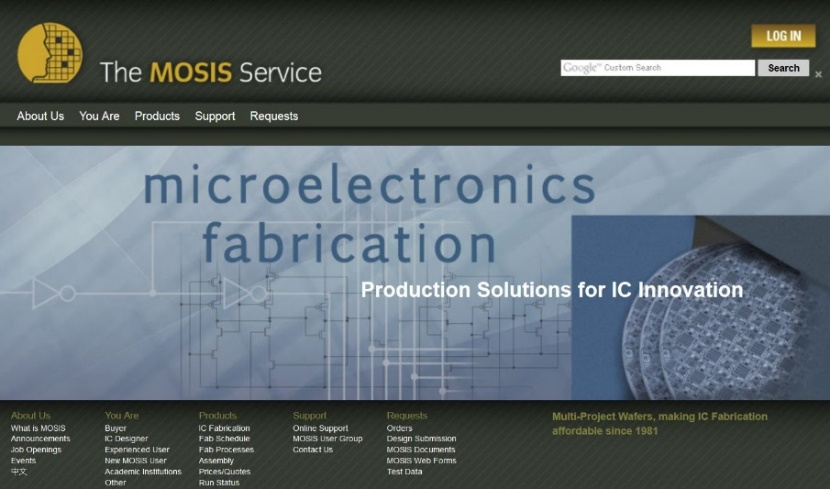 The MOSIS Service
LOG IN
Google™ Custom Search
Search
×
About Us You Are Products Support Requests
microelectronics
fabrication
Production Solutions for IC Innovation
About Us
What is MOSIS
Announcements
Job Openings
Events
中文
You Are
Buyer
IC Designer
Experienced User
New MOSIS User
Academic Institutions
Other
Products
IC Fabrication
Fab Schedule
Fab Processes
Assembly
Prices/Quotes
Run Status
Support
Online Support
MOSIS User Group
Contact Us
Requests
Orders
Design Submission
MOSIS Documents
MOSIS Web Forms
Test Data
Multi-Project Wafers, making IC Fabrication
affordable since 1981